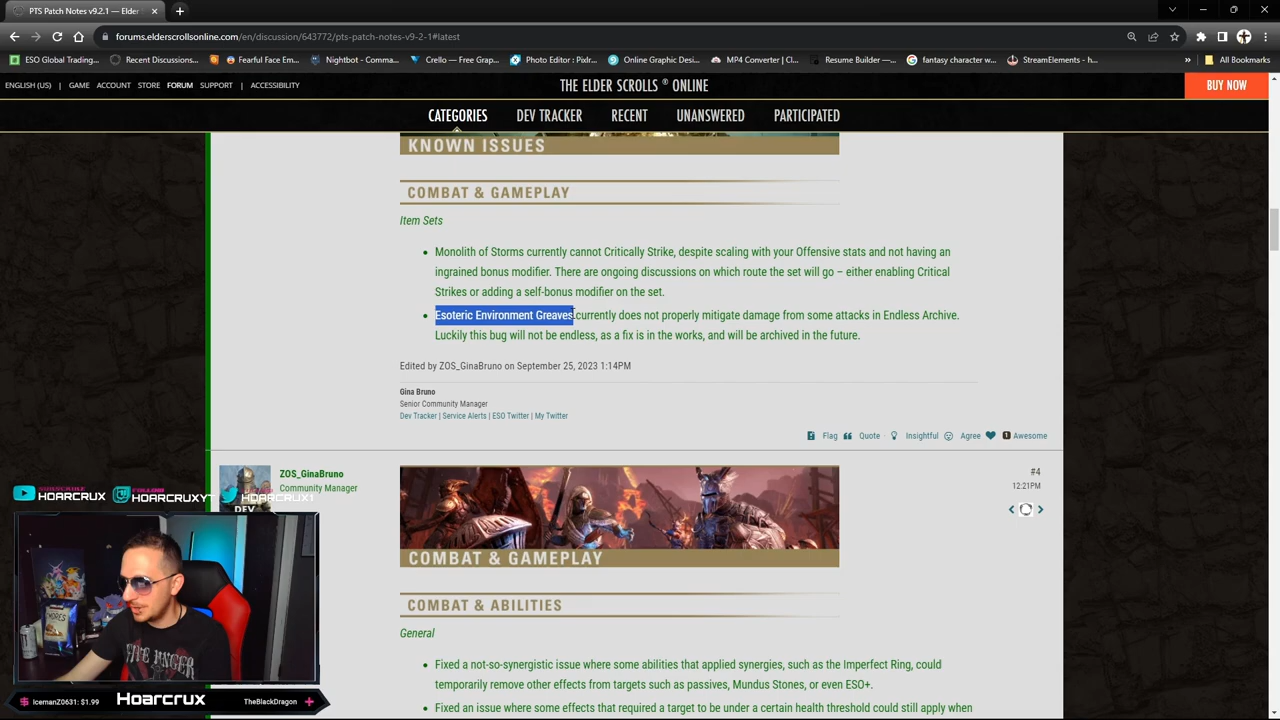 PTS Patch Notes v9.2.1 — Elder
forums.elderscrollsonline.com/en/discussion/643772/pts-patch-notes-v9-2-1#latest
ESO Global Trading
Recent Discussions...
Fearful Face Em...
Nightbot - Comma...
Crello — Free Grap...
Photo Editor : Pixlr...
Online Graphic Desi...
MP4 Converter | Cl...
Resume Builder —...
fantasy character w...
StreamElements - h...
All Bookmarks
ENGLISH (US) | GAME ACCOUNT STORE FORUM SUPPORT | ACCESSIBILITY
THE ELDER SCROLLS ® ONLINE
BUY NOW
CATEGORIES DEV TRACKER RECENT UNANSWERED PARTICIPATED
KNOWN ISSUES
COMBAT & GAMEPLAY
Item Sets
• Monolith of Storms currently cannot Critically Strike, despite scaling with your Offensive stats and not having an
ingrained bonus modifier. There are ongoing discussions on which route the set will go – either enabling Critical
Strikes or adding a self-bonus modifier on the set.
• Esoteric Environment Greaves currently does not properly mitigate damage from some attacks in Endless Archive.
Luckily this bug will not be endless, as a fix is in the works, and will be archived in the future.
Edited by ZOS_GinaBruno on September 25, 2023 1:14PM
Gina Bruno
Senior Community Manager
Dev Tracker | Service Alerts | ESO Twitter | My Twitter
Flag Quote · Insightful Agree 1 Awesome
ZOS_GinaBruno
Community Manager
DEV
#4
12:21PM
COMBAT & GAMEPLAY
COMBAT & ABILITIES
General
• Fixed a not-so-synergistic issue where some abilities that applied synergies, such as the Imperfect Ring, could
temporarily remove other effects from targets such as passives, Mundus Stones, or even ESO+.
• Fixed an issue where some effects that required a target to be under a certain health threshold could still apply when
SUBSCRIBE
HOARCRUX
FOLLOW
HOARCRUXYT
HOARCRUX1
FIVE FINGER
IcemanZ0631: $1.99
Hoarcrux
TheBlackDragon